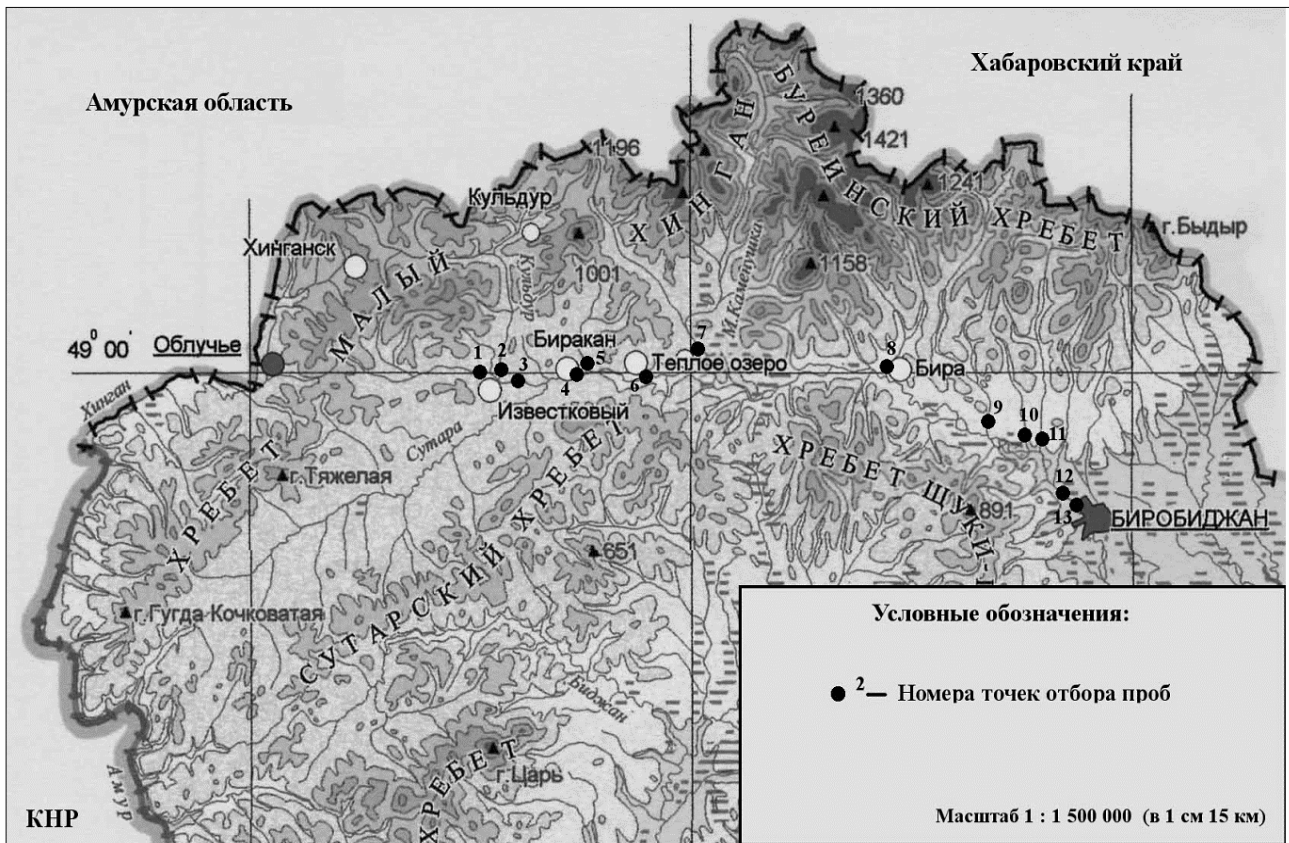 Хабаровский край
Амурская область
1360
1421
1196
1241
г.Быдыр
Кульдур
Хинганск
1001
1158
МАЛЫЙ
ХИНГАН
БУРЕИНСКИЙ ХРЕБЕТ
Кульдур
М.Каменушка
49⁰ 00'
Облучье
Биракан
Теплое озеро
Бира
Известковый
1
2
3
4
5
6
7
8
9
10
11
12
13
Хинган
Сутара
ХРЕБЕТ
г.Тяжелая
ХРЕБЕТ ЩУКИ-
891
БИРОБИДЖАН
651
г.Гугда Кочковатая
СУТАРСКИЙ ХРЕБЕТ
Биджан
ХРЕБЕТ
г.Царь
Амур
КНР
Условные обозначения:
2 – Номера точек отбора проб
Масштаб 1 : 1 500 000 (в 1 см 15 км)